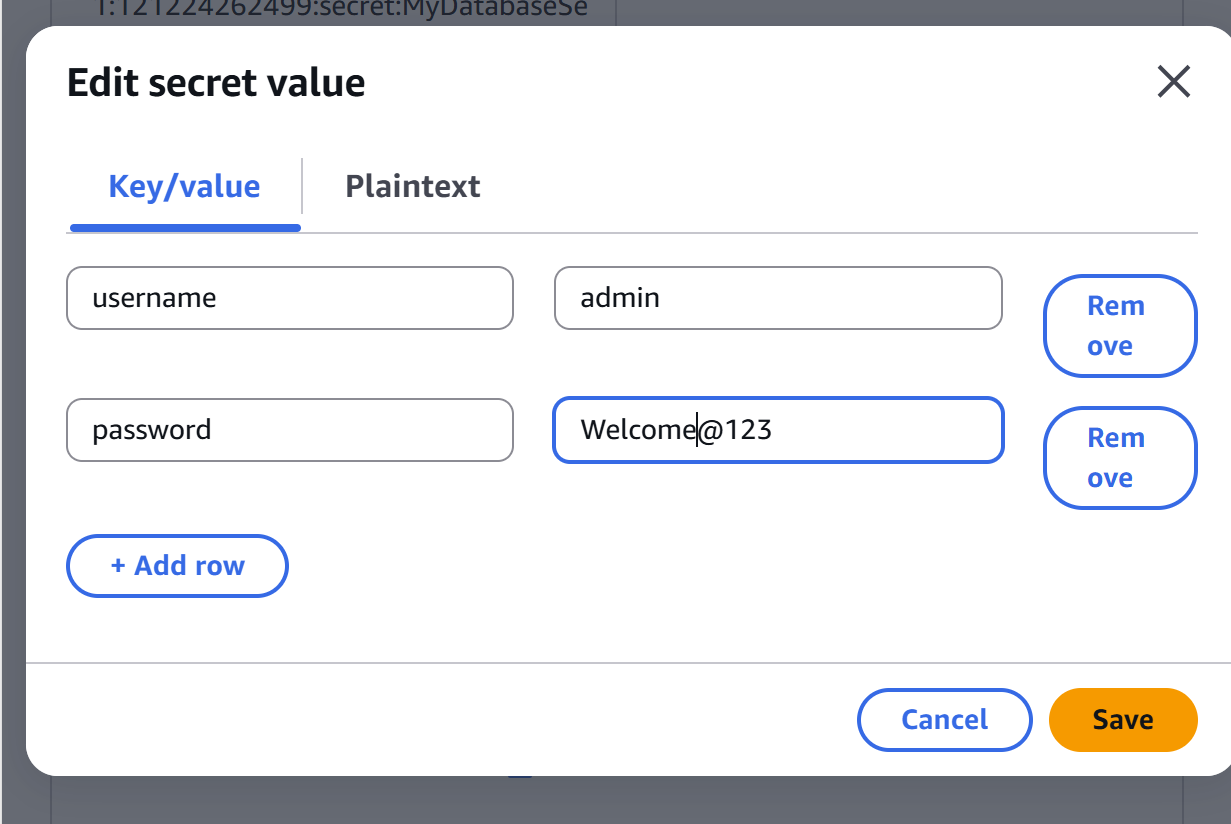 1:121224262499:secret:MyDatabaseSe
Edit secret value
Key/value
Plaintext
username
admin
Rem
ove
password
Welcome@123
Rem
ove
+ Add row
Cancel
Save